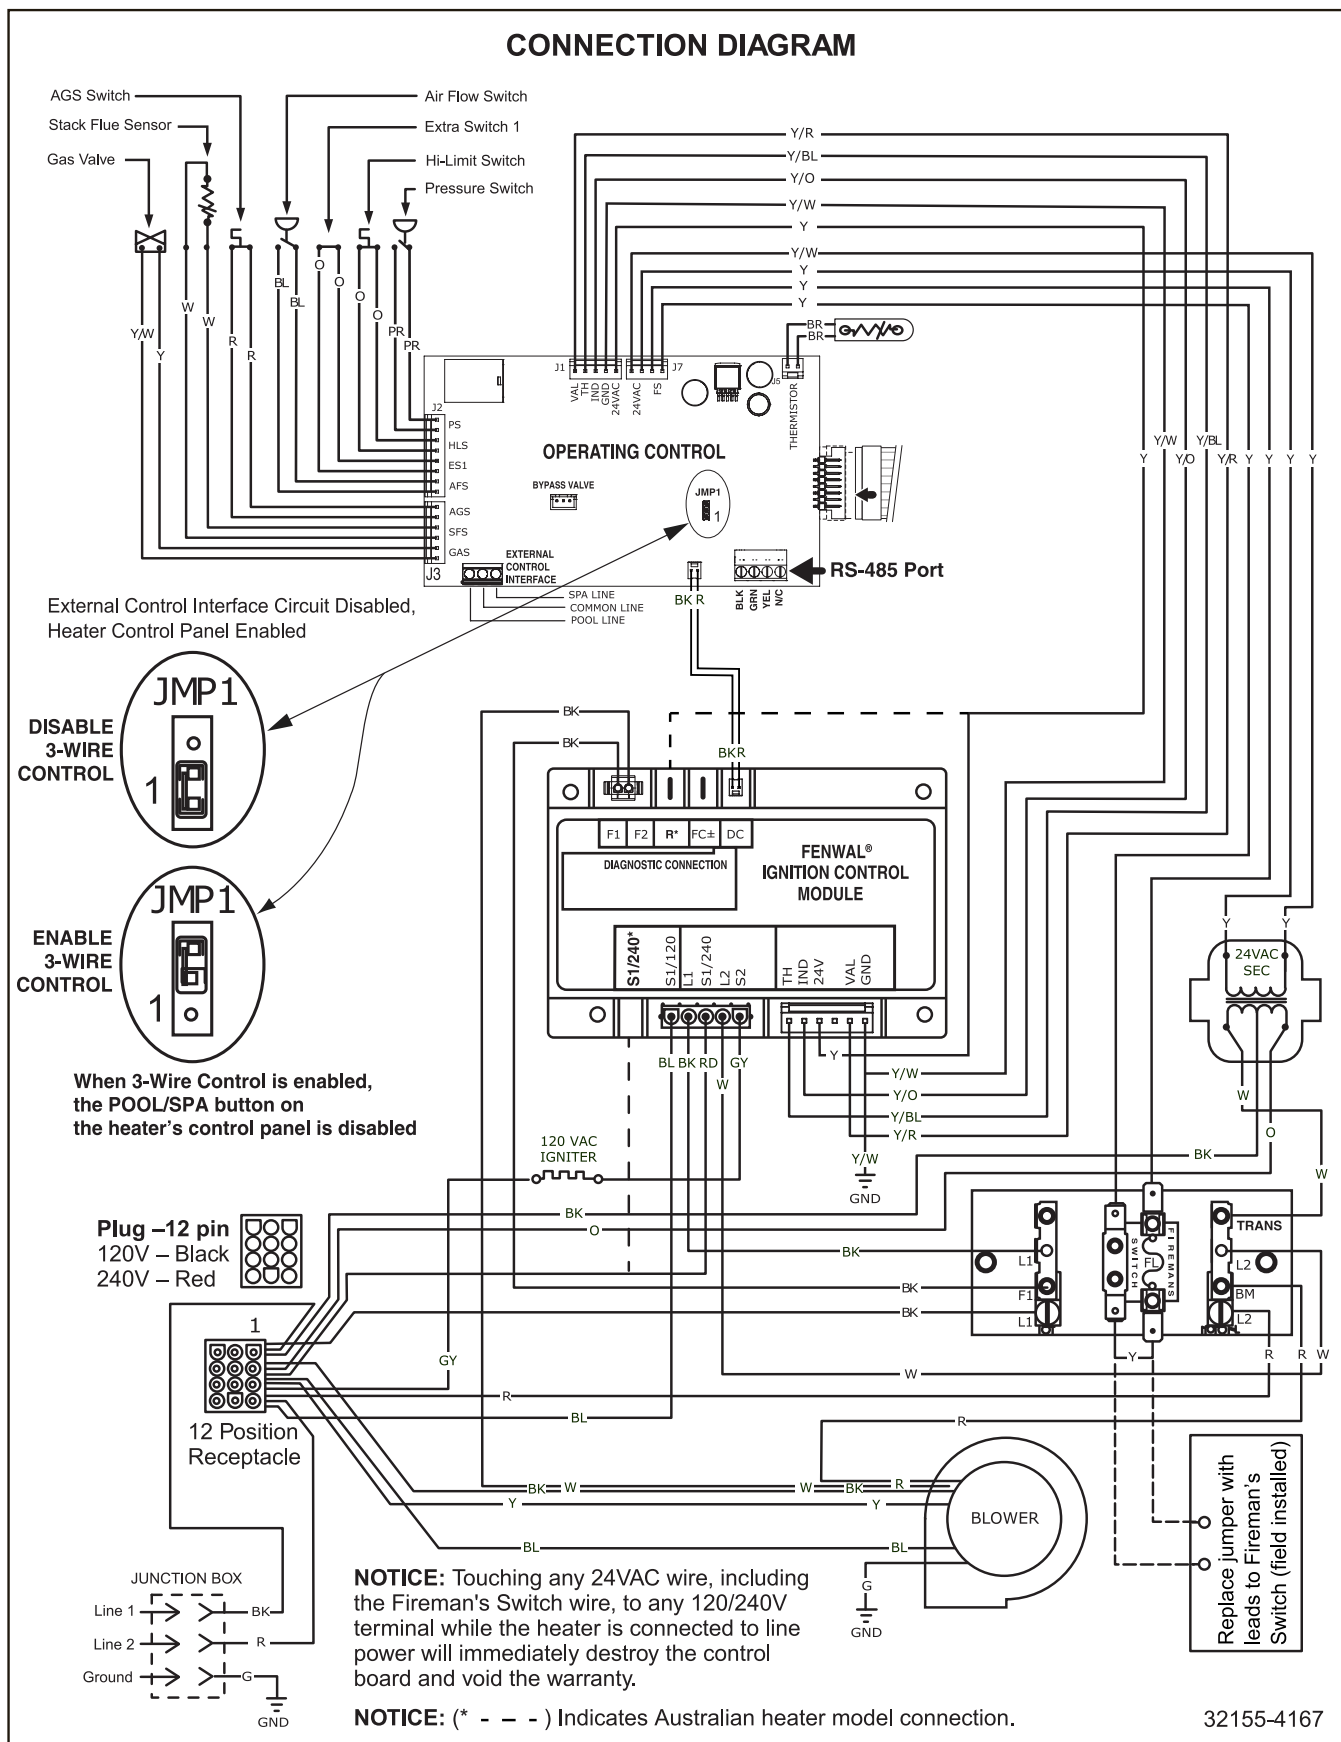 CONNECTION DIAGRAM
AGS Switch
Stack Flue Sensor
Gas Valve
Air Flow Switch
Extra Switch 1
Hi-Limit Switch
Pressure Switch
Y/R
Y/BL
Y/O
Y/W
Y
Y/W
Y
Y
Y
BR
BR
Y/W
Y
W
W
R
R
BL
BL
O
O
O
O
PR
PR
J1
VAL
TH
IND
GND
24VAC
24VAC
FS
J7
J5
THERMISTOR
J2
PS
HLS
ES1
AFS
AGS
SFS
GAS
J3
OPERATING CONTROL
BYPASS VALVE
JMP1
1
EXTERNAL
CONTROL
INTERFACE
SPA LINE
COMMON LINE
POOL LINE
BK R
BLK
GRN
YEL
N/C
RS-485 Port
Y
Y/W
Y/O
Y/BL
Y/R
Y
Y
Y
Y
External Control Interface Circuit Disabled,
Heater Control Panel Enabled
JMP1
1
DISABLE
3-WIRE
CONTROL
JMP1
1
ENABLE
3-WIRE
CONTROL
When 3-Wire Control is enabled,
the POOL/SPA button on
the heater's control panel is disabled
BK
BK
BKR
F1
F2
R*
FC±
DC
DIAGNOSTIC CONNECTION
FENWAL®
IGNITION CONTROL
MODULE
S1/240*
S1/120
L1
S1/240
L2
S2
TH
IND
24V
VAL
GND
BL BK RD
W
GY
Y
Y/W
Y/O
Y/BL
Y/R
Y/W
GND
Y
Y
24VAC
SEC
W
O
W
120 VAC
IGNITER
BK
BK
O
BK
BK
BK
Plug –12 pin
120V – Black
240V – Red
1
12 Position
Receptacle
L1
F1
L1
SWITCH
FL
FIREMANS
TRANS
L2
BM
L2
Y
R
R
W
GY
W
R
BL
R
BK
W
W
BK
R
Y
Y
BL
BL
BLOWER
G
GND
Replace jumper with
leads to Fireman's
Switch (field installed)
JUNCTION BOX
Line 1
BK
Line 2
R
Ground
G
GND
NOTICE: Touching any 24VAC wire, including
the Fireman's Switch wire, to any 120/240V
terminal while the heater is connected to line
power will immediately destroy the control
board and void the warranty.
NOTICE: (* - – - ) Indicates Australian heater model connection.
32155-4167